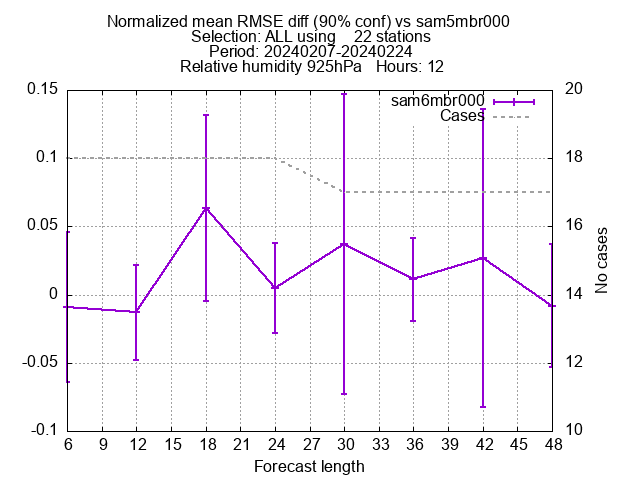 Normalized mean RMSE diff (90% conf) vs sam5mbr000
Selection: ALL using    22 stations
Period: 20240207-20240224
Relative humidity 925hPa   Hours: 12
sam6mbr000
Cases
0.15
0.1
0.05
0
-0.05
-0.1
20
18
16
14
12
10
No cases
6 9 12 15 18 21 24 27 30 33 36 39 42 45 48
Forecast length